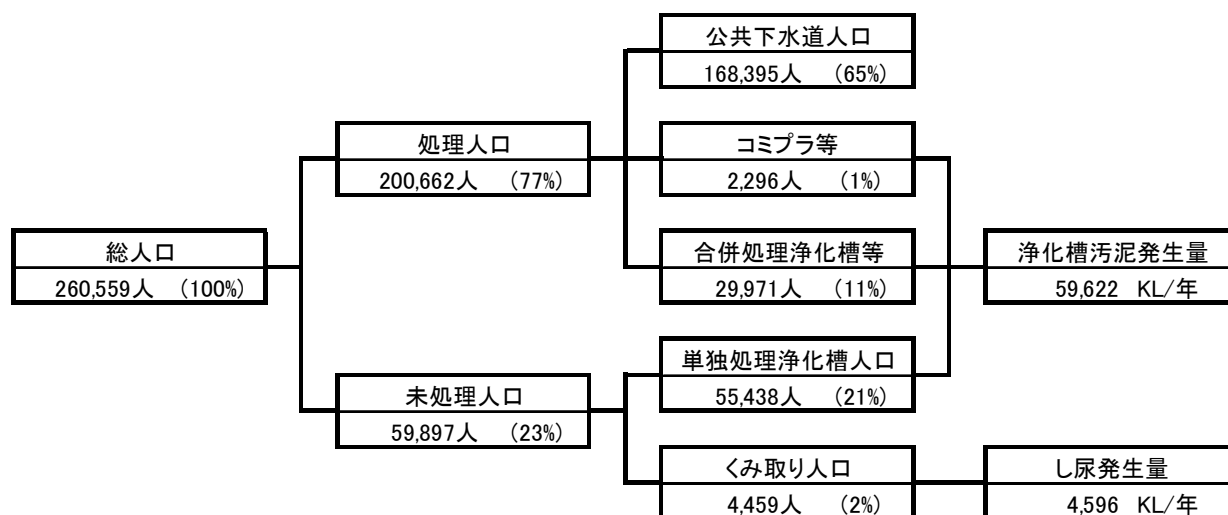 公共下水道人口
168,395人 (65%)
処理人口
200,662人 (77%)
コミプラ等
2,296人 (1%)
総人口
260,559人 (100%)
合併処理浄化槽等
29,971人 (11%)
浄化槽汚泥発生量
59,622 KL/年
未処理人口
59,897人 (23%)
単独処理浄化槽人口
55,438人 (21%)
くみ取り人口
4,459人 (2%)
し尿発生量
4,596 KL/年